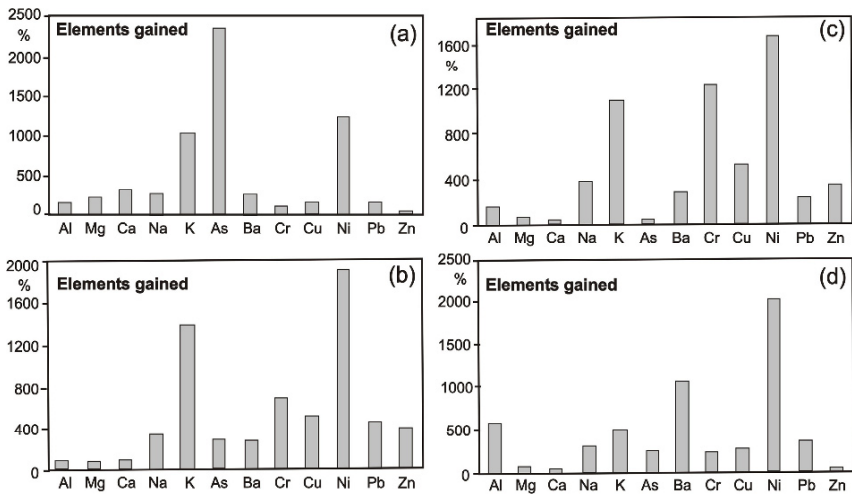 2500
%
2000
1500
1000
500
0
Elements gained
(a)
Al Mg Ca Na K As Ba Cr Cu Ni Pb Zn
1600
%
1200
800
400
0
Elements gained
(c)
Al Mg Ca Na K As Ba Cr Cu Ni Pb Zn
2000
%
1600
1200
800
400
0
Elements gained
(b)
Al Mg Ca Na K As Ba Cr Cu Ni Pb Zn
2500
%
2000
1500
1000
500
0
Elements gained
(d)
Al Mg Ca Na K As Ba Cr Cu Ni Pb Zn